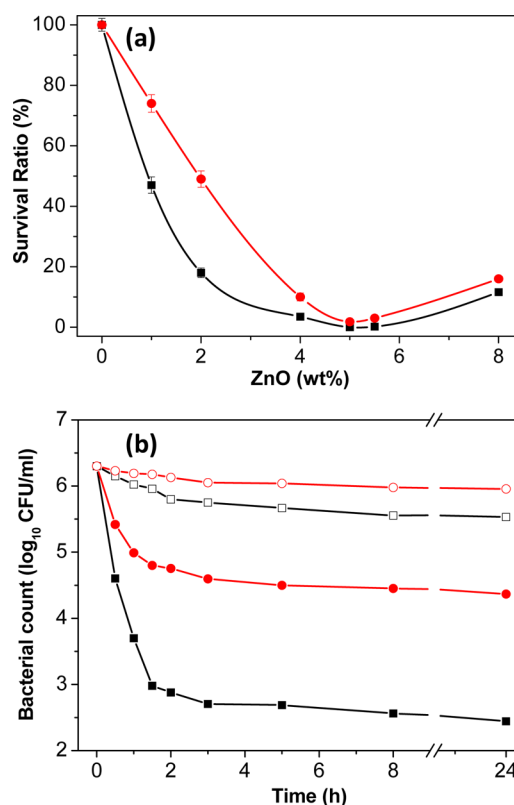 (a)
Survival Ratio (%)
100
80
60
40
20
0
0 2 4 6 8
ZnO (wt%)
(b)
Bacterial count (log₁₀ CFU/ml)
7
6
5
4
3
2
0 2 4 6 8 24
Time (h)